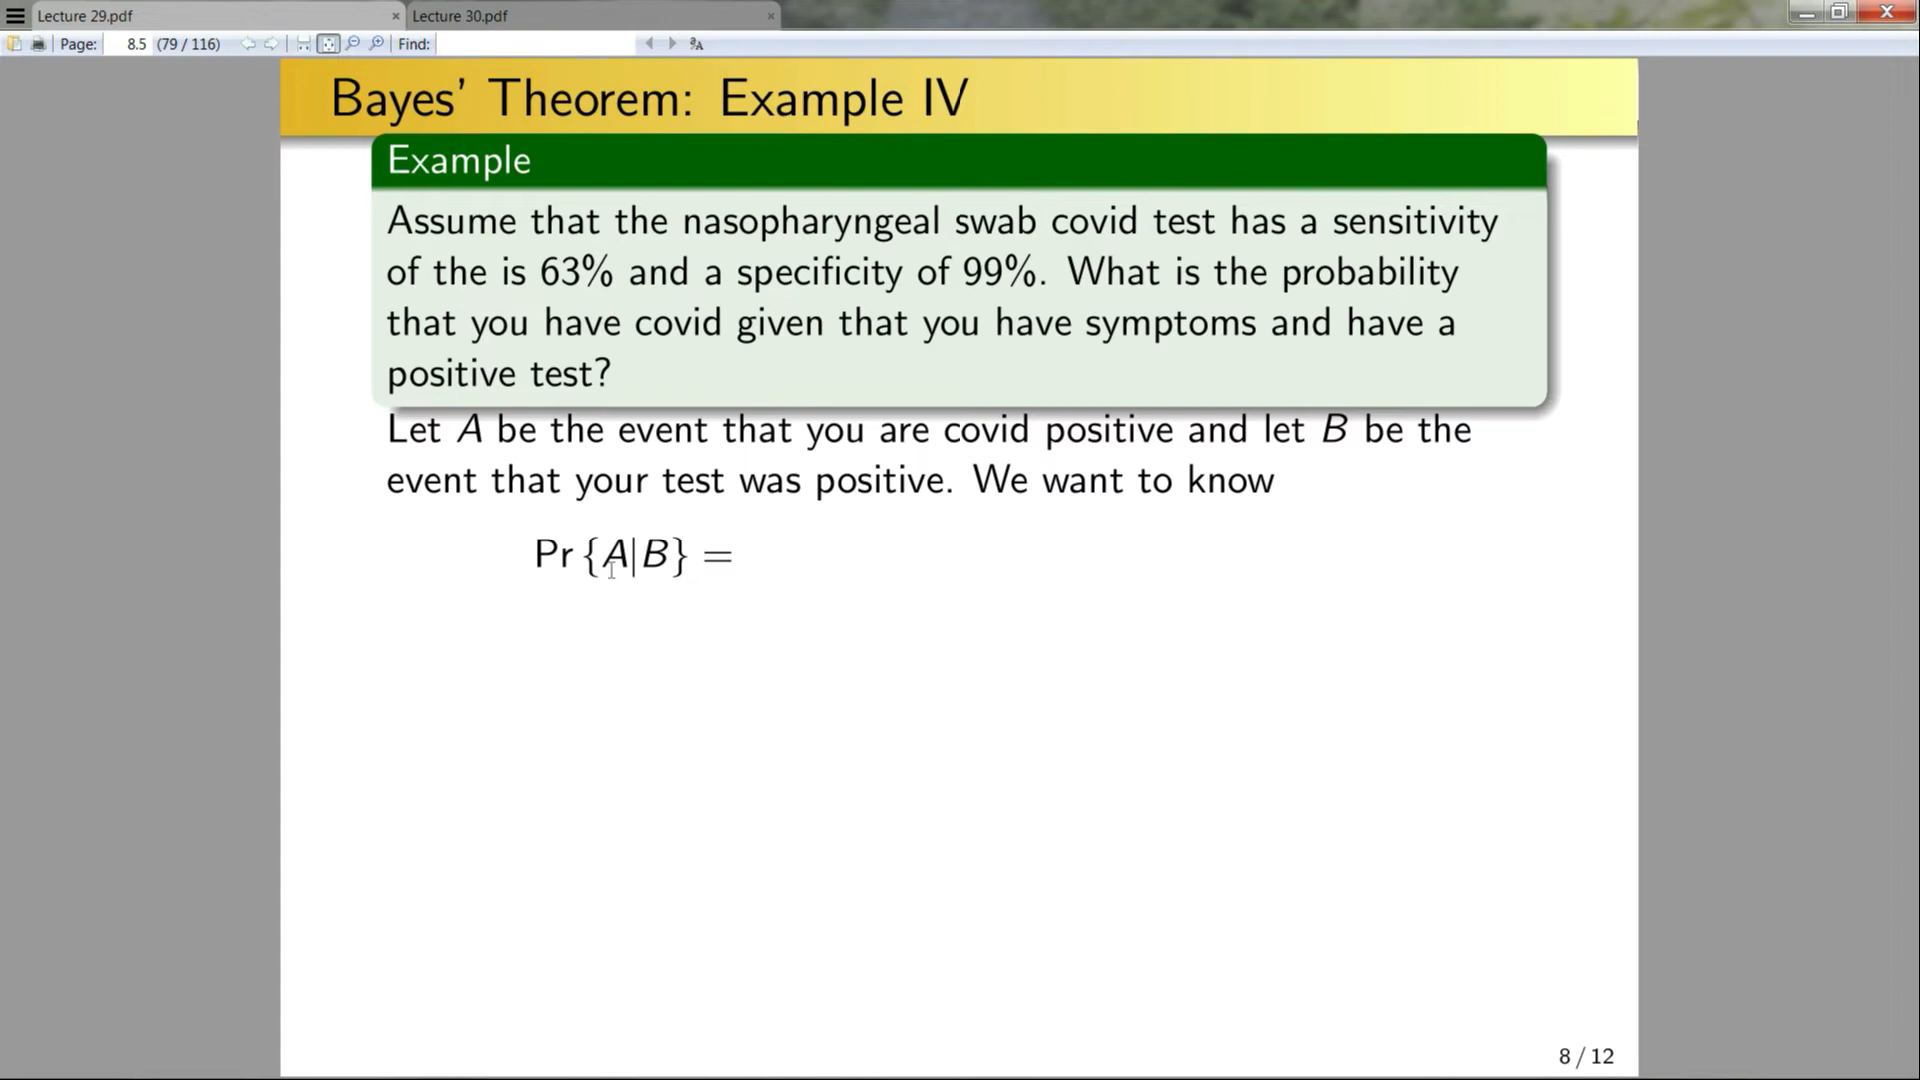 Lecture 29.pdf
Lecture 30.pdf
Page: 8.5 (79 / 116) Find:
Bayes' Theorem: Example IV
Example
Assume that the nasopharyngeal swab covid test has a sensitivity
of the is 63% and a specificity of 99%. What is the probability
that you have covid given that you have symptoms and have a
positive test?
Let A be the event that you are covid positive and let B be the
event that your test was positive. We want to know
Pr {A|B} =
8 / 12